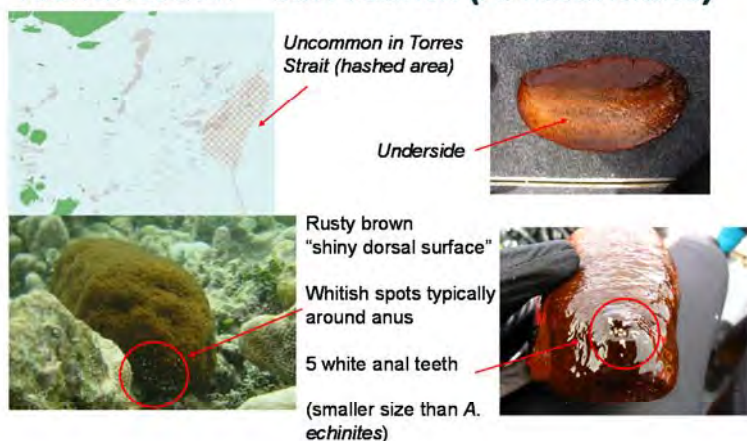 Uncommon in Torres
Strait (hashed area)
Underside
Rusty brown
"shiny dorsal surface"
Whitish spots typically
around anus
5 white anal teeth
(smaller size than A.
echinites)